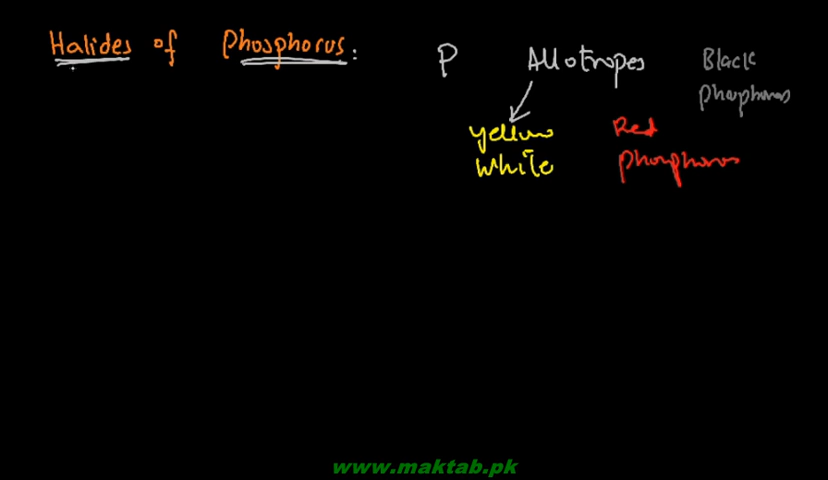 Halides of Phosphorus:
P Allotropes
Black
Phosphorus
Yellow
White
Red
Phosphorus
www.maktab.pk